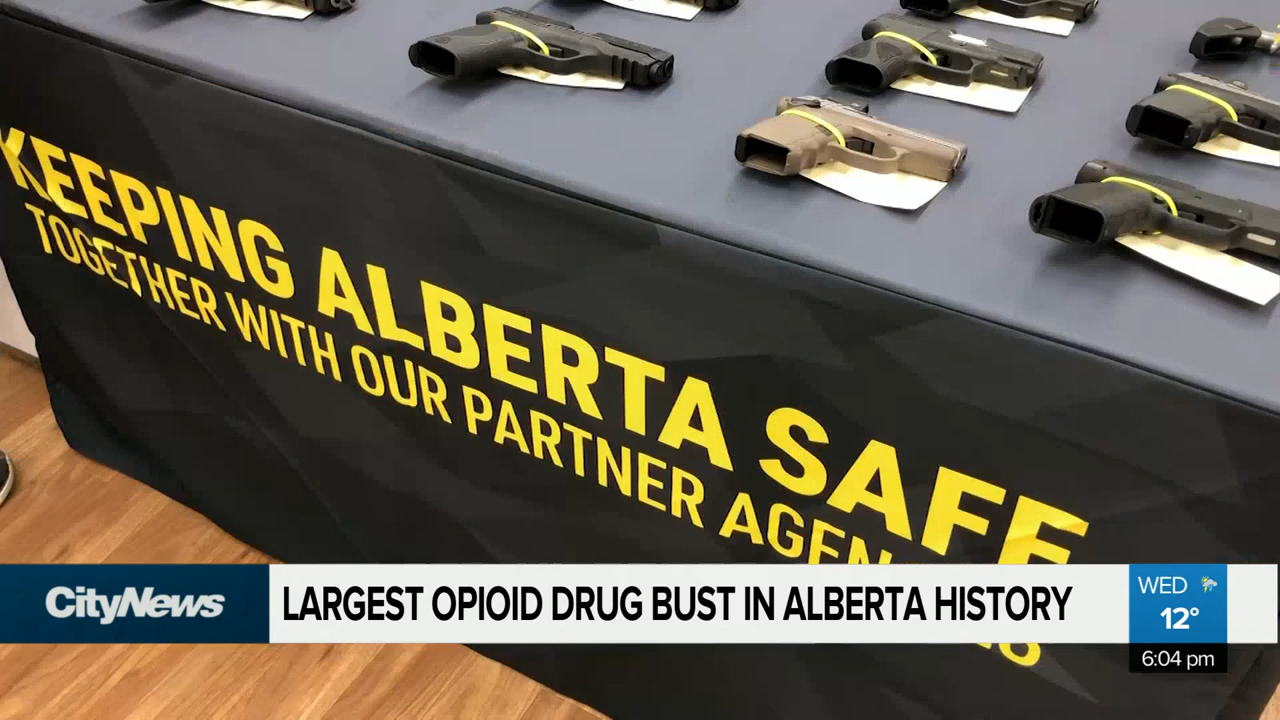 KEEPING ALBERTA SAFE
TOGETHER WITH OUR PARTNER
CityNews
LARGEST OPIOID DRUG BUST IN ALBERTA HISTORY
WED
12°
6:04 pm